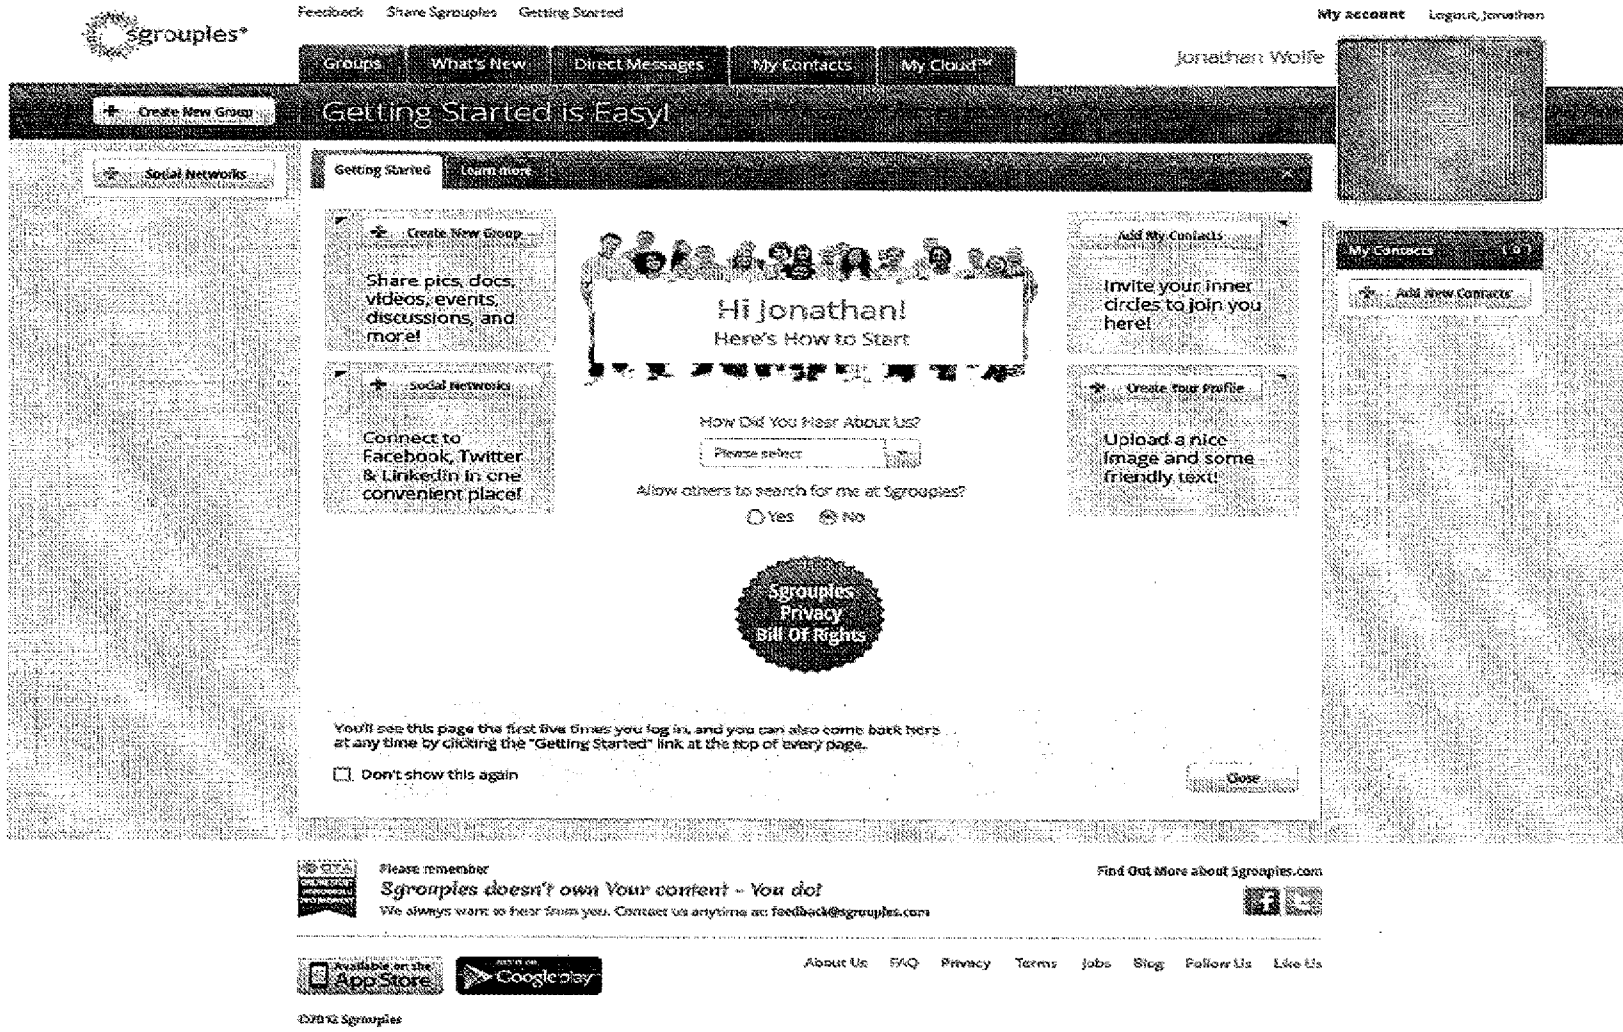 sgrouples®
Feedback Share Sgrouples Getting Started
My account Logout, Jonathan
Groups What's New Direct Messages My Contacts My Cloud™
Jonathan Wolfe
Create New Group
Getting Started is Easy!
Social Networks
Getting Started Learn more
Create New Group
Share pics, docs,
videos, events,
discussions, and
more!
Social Networks
Connect to
Facebook, Twitter
& LinkedIn in one
convenient place!
Hi Jonathan!
Here's How to Start
How Did You Hear About Us?
Please select
Allow others to search for me at Sgrouples?
Yes No
Sgrouples
Privacy
Bill Of Rights
Add My Contacts
Invite your inner
circles to join you
here!
Create Your Profile
Upload a nice
image and some
friendly text!
My Contacts
Add New Contacts
You'll see this page the first five times you log in, and you can also come back here
at any time by clicking the "Getting Started" link at the top of every page.
Don't show this again
Close
Please remember
Sgrouples doesn't own Your content - You do!
We always want to hear from you. Contact us anytime at: feedback@sgrouples.com
Find Out More about Sgrouples.com
Available on the
App Store
Google play
About Us FAQ Privacy Terms Jobs Blog Follow Us Like Us
©2012 Sgrouples